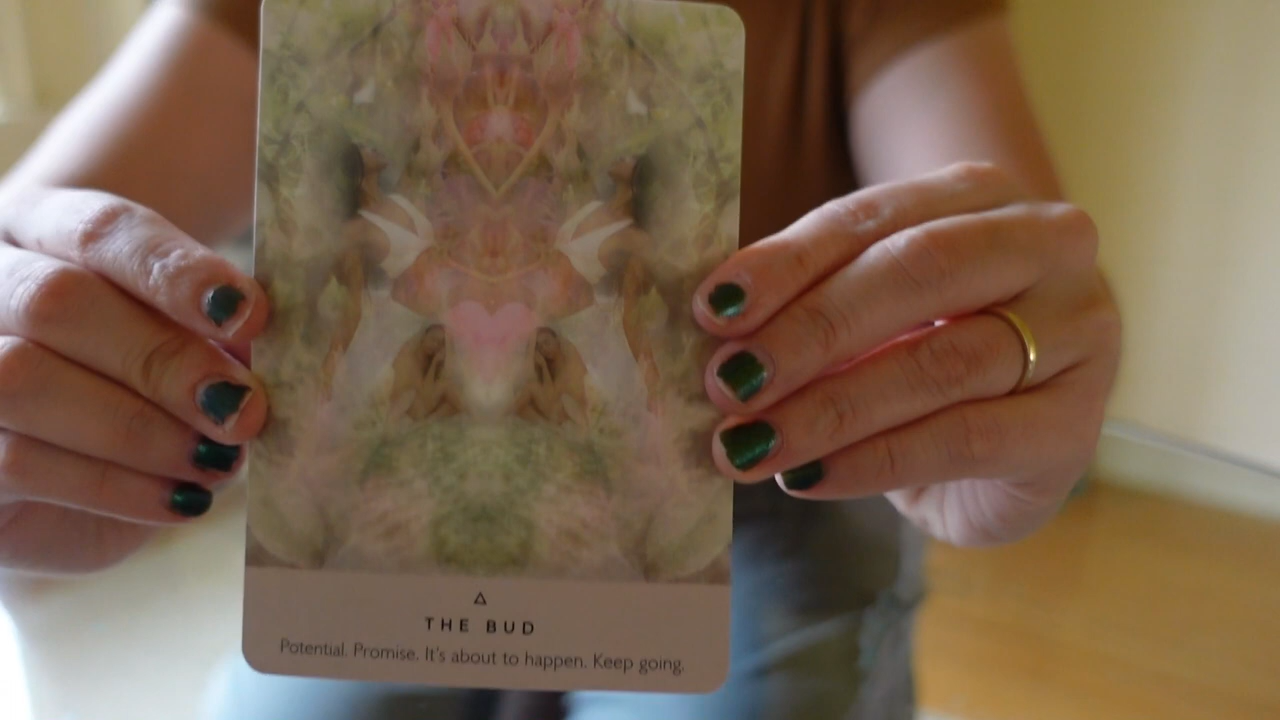 THE BUD
Potential. Promise. It's about to happen. Keep going.